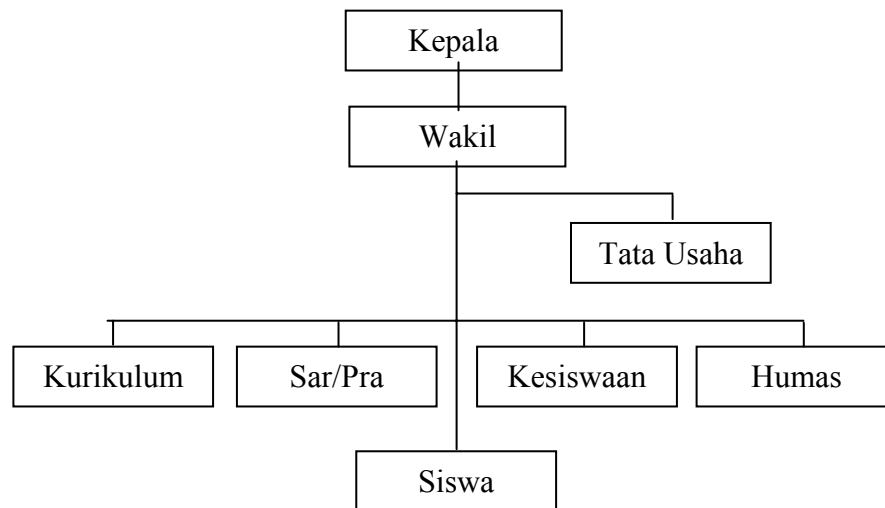 Kepala
Wakil
Tata Usaha
Kurikulum
Sar/Pra
Kesiswaan
Humas
Siswa